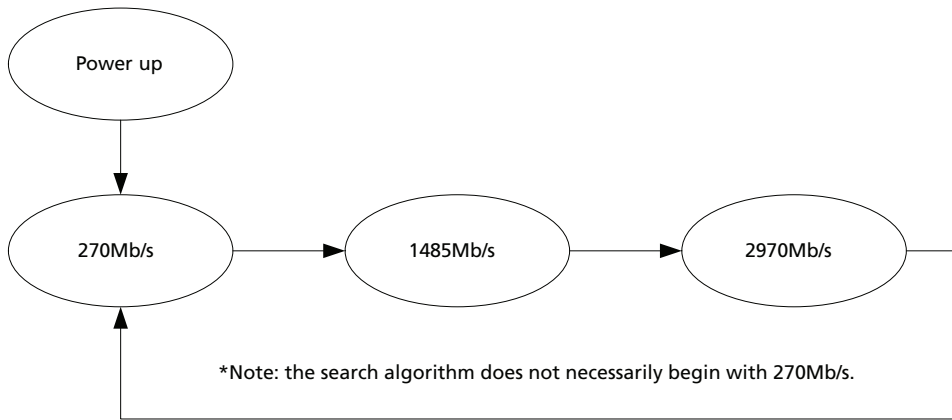 Power up
270Mb/s
1485Mb/s
2970Mb/s
*Note: the search algorithm does not necessarily begin with 270Mb/s.